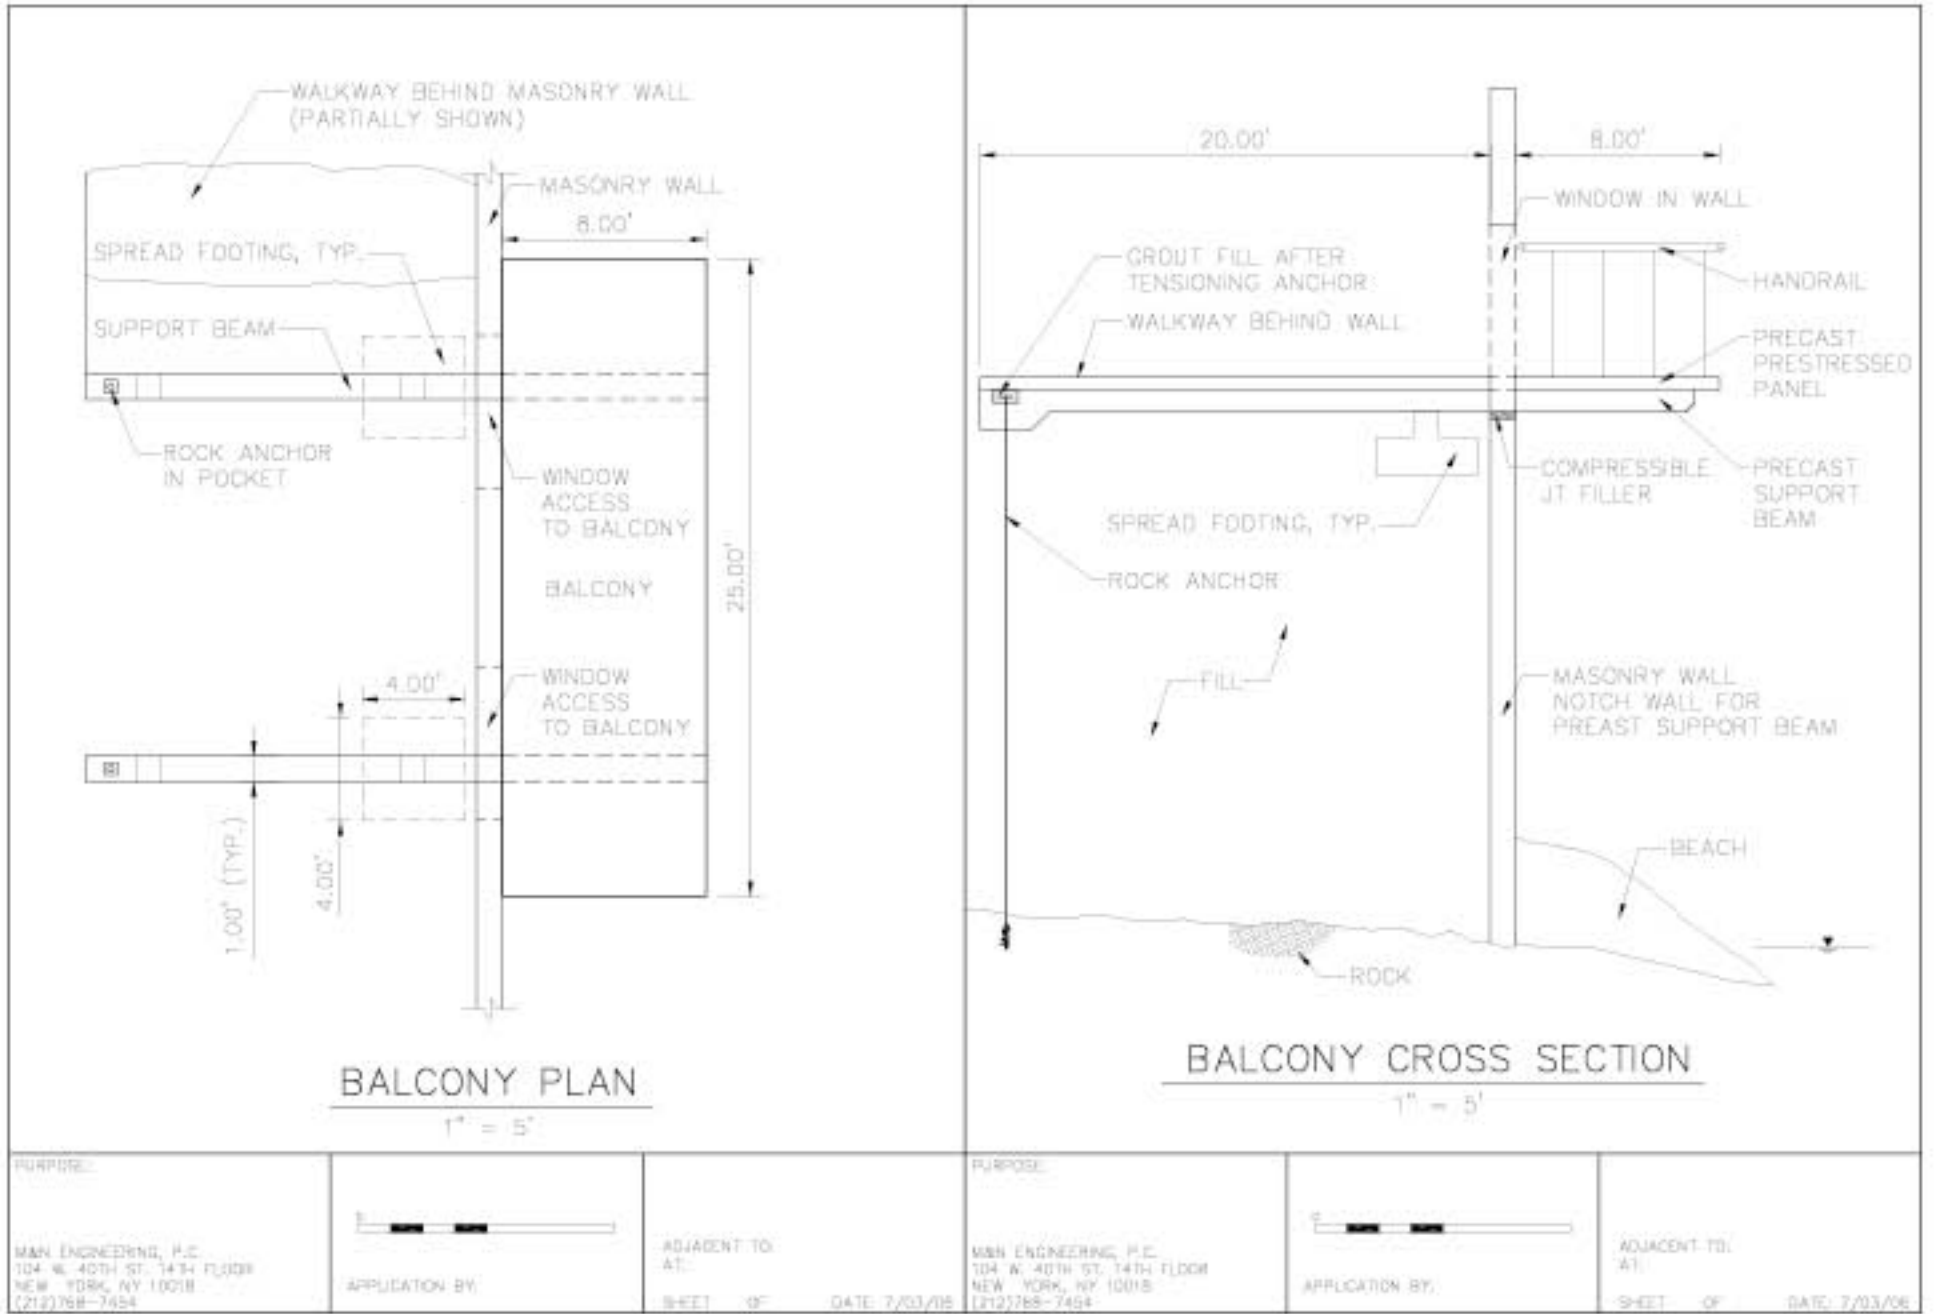 WALKWAY BEHIND MASONRY WALL
(PARTIALLY SHOWN)
MASONRY WALL
8.00'
SPREAD FOOTING, TYP.
SUPPORT BEAM
ROCK ANCHOR
IN POCKET
WINDOW
ACCESS
TO BALCONY
BALCONY
25.00'
WINDOW
ACCESS
TO BALCONY
4.00'
4.00'
1.00' (TYP.)
BALCONY PLAN
1" = 5'
PURPOSE:
M&N ENGINEERING, P.C.
104 W. 40TH ST. 14TH FLOOR
NEW YORK, NY 10018
(212)768-7454
0
APPLICATION BY:
ADJACENT TO:
AT:
SHEET OF DATE: 7/03/06
20.00'
8.00'
WINDOW IN WALL
GROUT FILL AFTER
TENSIONING ANCHOR
WALKWAY BEHIND WALL
HANDRAIL
PRECAST
PRESTRESSED
PANEL
COMPRESSIBLE
JT FILLER
PRECAST
SUPPORT
BEAM
SPREAD FOOTING, TYP.
ROCK ANCHOR
FILL
MASONRY WALL
NOTCH WALL FOR
PREAST SUPPORT BEAM
BEACH
ROCK
BALCONY CROSS SECTION
1" = 5'
PURPOSE:
M&N ENGINEERING, P.C.
104 W. 40TH ST. 14TH FLOOR
NEW YORK, NY 10018
(212)768-7454
0
APPLICATION BY:
ADJACENT TO:
AT:
SHEET OF DATE: 7/03/06